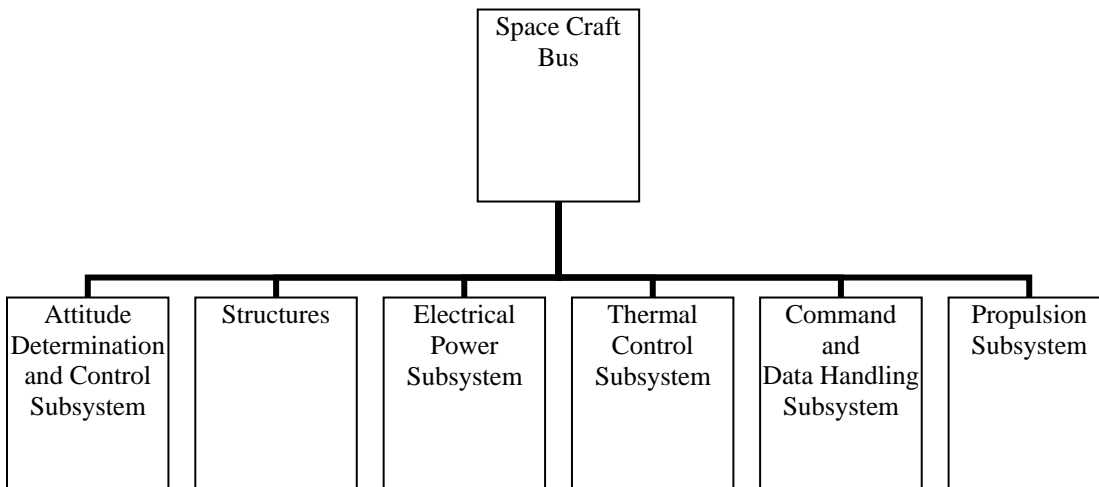 Space Craft
Bus
Attitude
Determination
and Control
Subsystem
Structures
Electrical
Power
Subsystem
Thermal
Control
Subsystem
Command
and
Data Handling
Subsystem
Propulsion
Subsystem